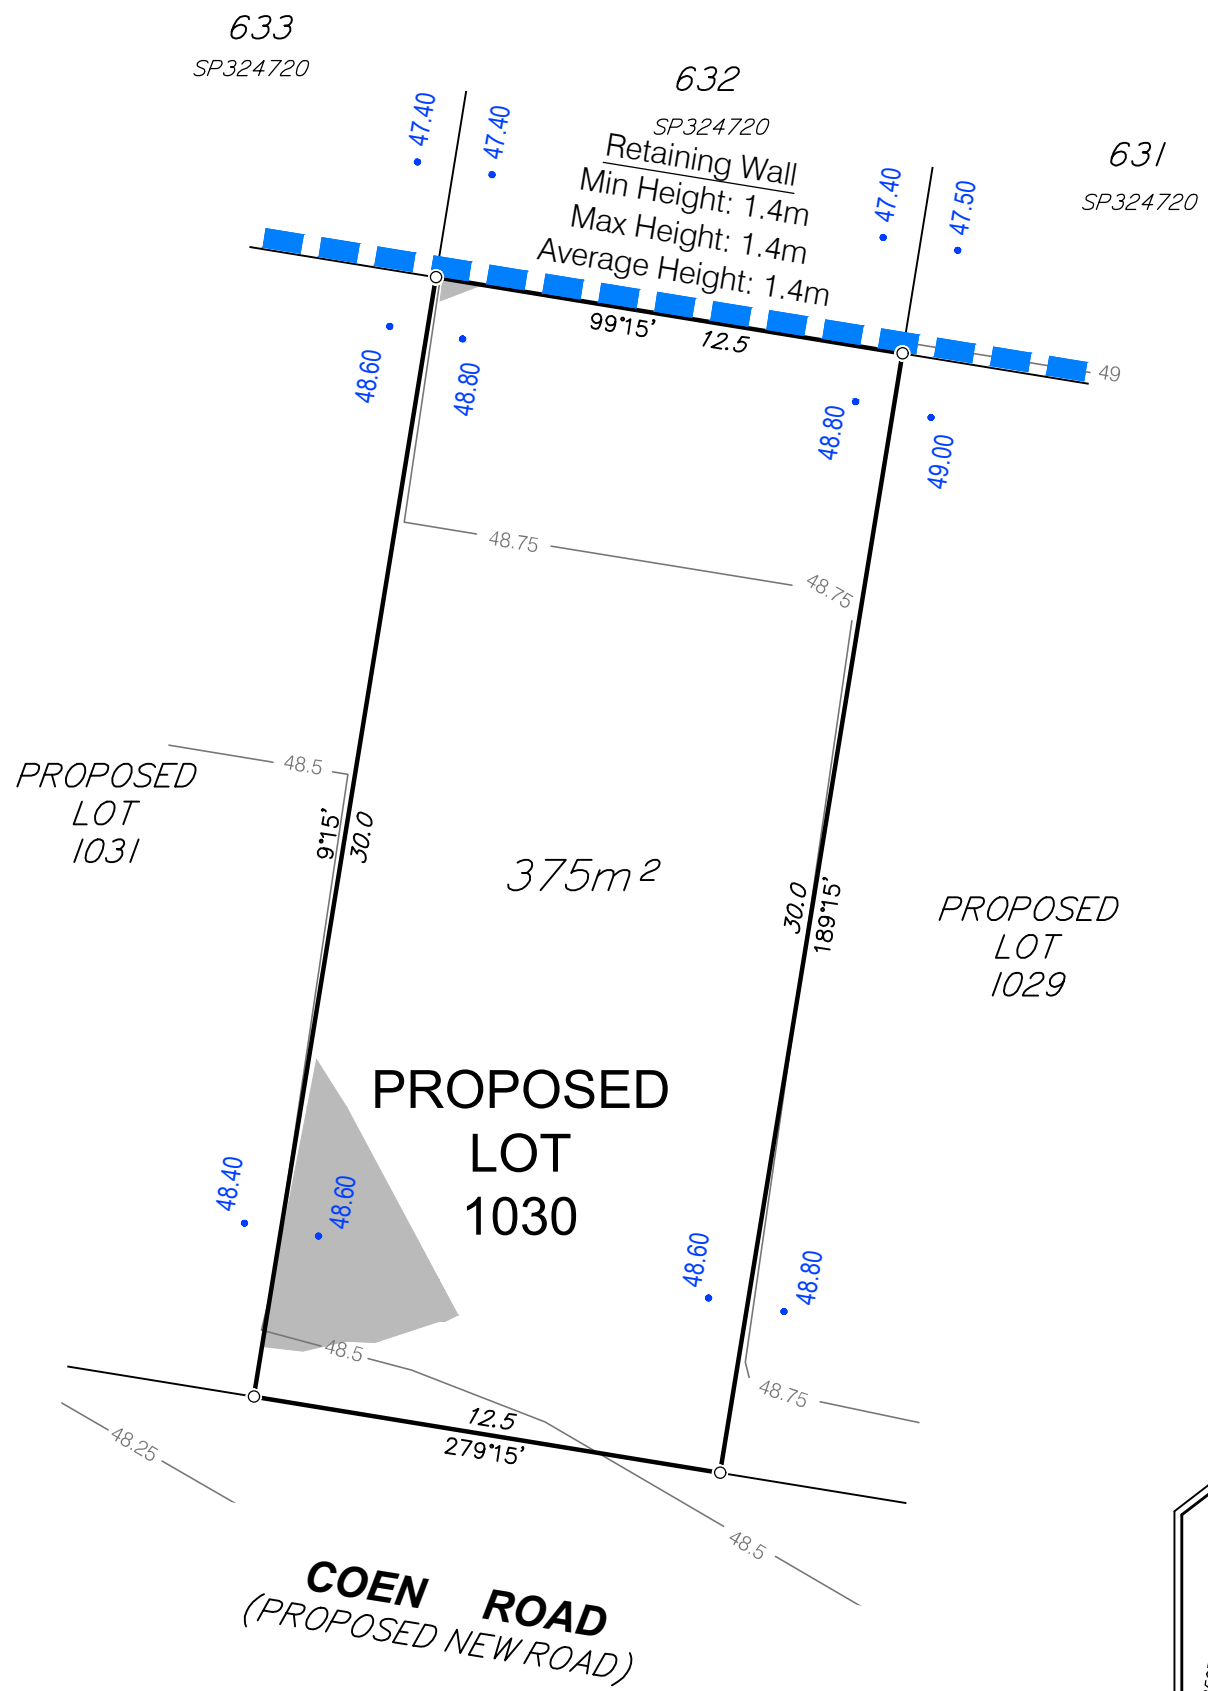 633
SP324720
632
SP324720
631
SP324720
47.40
47.40
47.40
47.50
Retaining Wall
Min Height: 1.4m
Max Height: 1.4m
Average Height: 1.4m
99°15'
12.5
49
48.60
48.80
48.80
49.00
48.75
48.75
48.5
PROPOSED
LOT
1031
9°15'
30.0
375m²
30.0
189°15'
PROPOSED
LOT
1029
PROPOSED
LOT
1030
48.40
48.60
48.60
48.80
48.5
48.75
12.5
279°15'
48.25
48.5
COEN ROAD
(PROPOSED NEW ROAD)